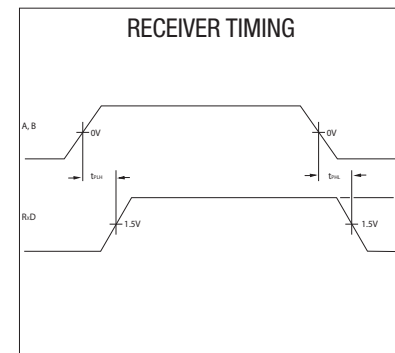 RECEIVER TIMING
A, B
0V
0V
tPLH
tPHL
RxD
1.5V
1.5V